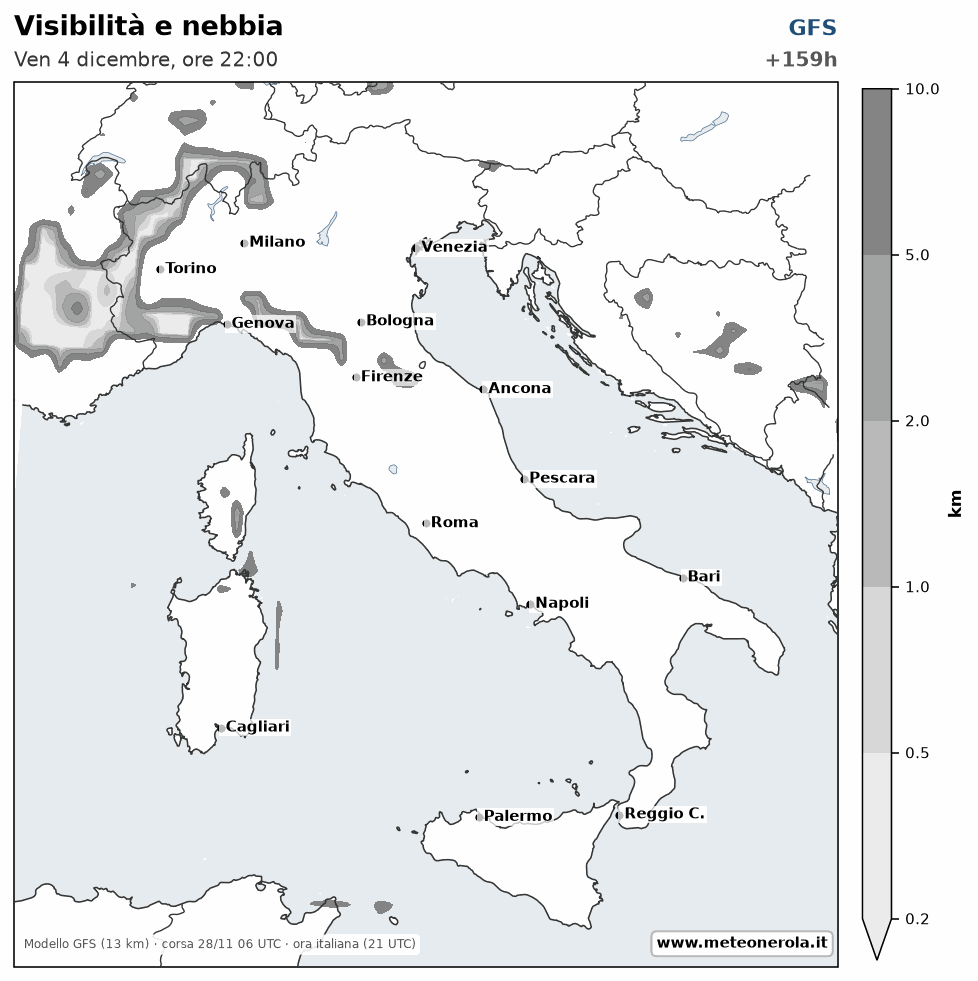 Visibilità e nebbia
GFS
Ven 4 dicembre, ore 22:00
+159h
10.0
Milano
Venezia
5.0
Torino
Genova
Bologna
Firenze
Ancona
2.0
Pescara
km
Roma
Bari
1.0
Napoli
Cagliari
0.5
Palermo
Reggio C.
0.2
Modello GFS (13 km) · corsa 28/11 06 UTC · ora italiana (21 UTC)
www.meteonerola.it